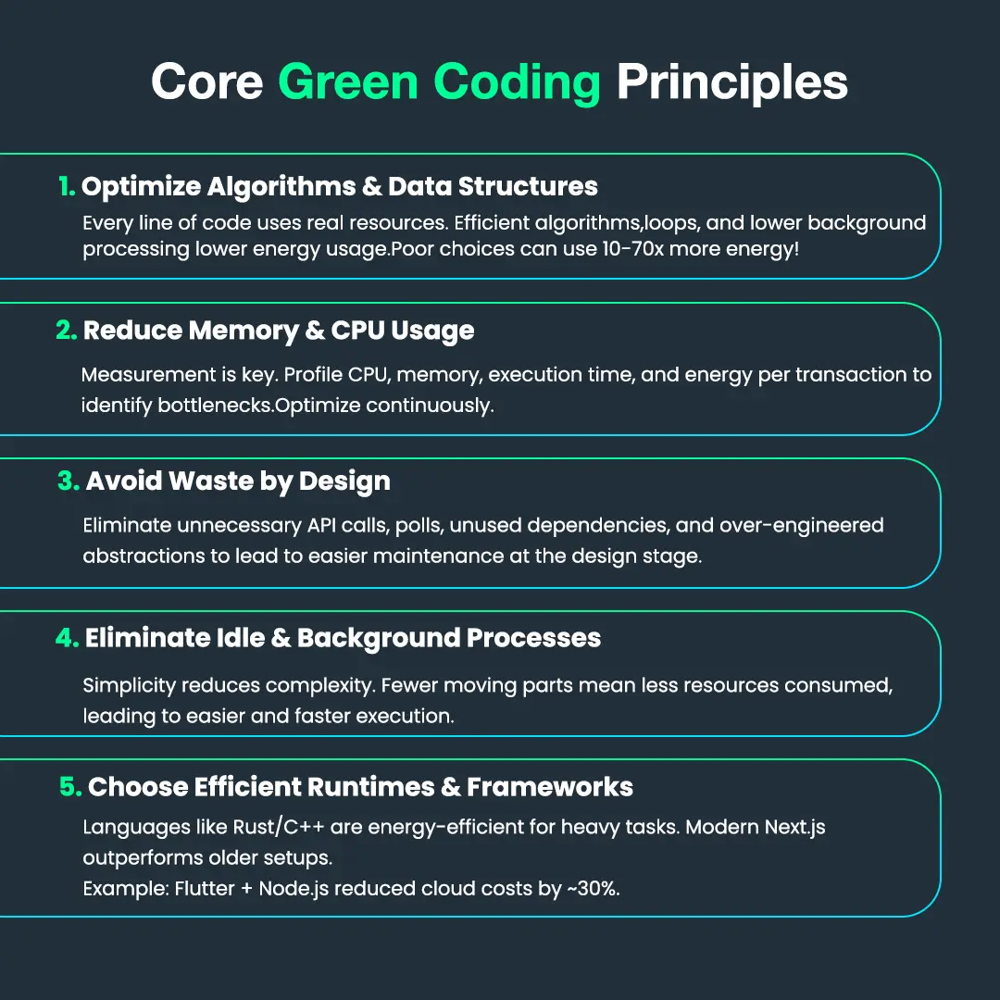 Core Green Coding Principles
1. Optimize Algorithms & Data Structures
Every line of code uses real resources. Efficient algorithms,loops, and lower background
processing lower energy usage.Poor choices can use 10-70x more energy!
2. Reduce Memory & CPU Usage
Measurement is key. Profile CPU, memory, execution time, and energy per transaction to
identify bottlenecks.Optimize continuously.
3. Avoid Waste by Design
Eliminate unnecessary API calls, polls, unused dependencies, and over-engineered
abstractions to lead to easier maintenance at the design stage.
4. Eliminate Idle & Background Processes
Simplicity reduces complexity. Fewer moving parts mean less resources consumed,
leading to easier and faster execution.
5. Choose Efficient Runtimes & Frameworks
Languages like Rust/C++ are energy-efficient for heavy tasks. Modern Next.js
outperforms older setups.
Example: Flutter + Node.js reduced cloud costs by ~30%.